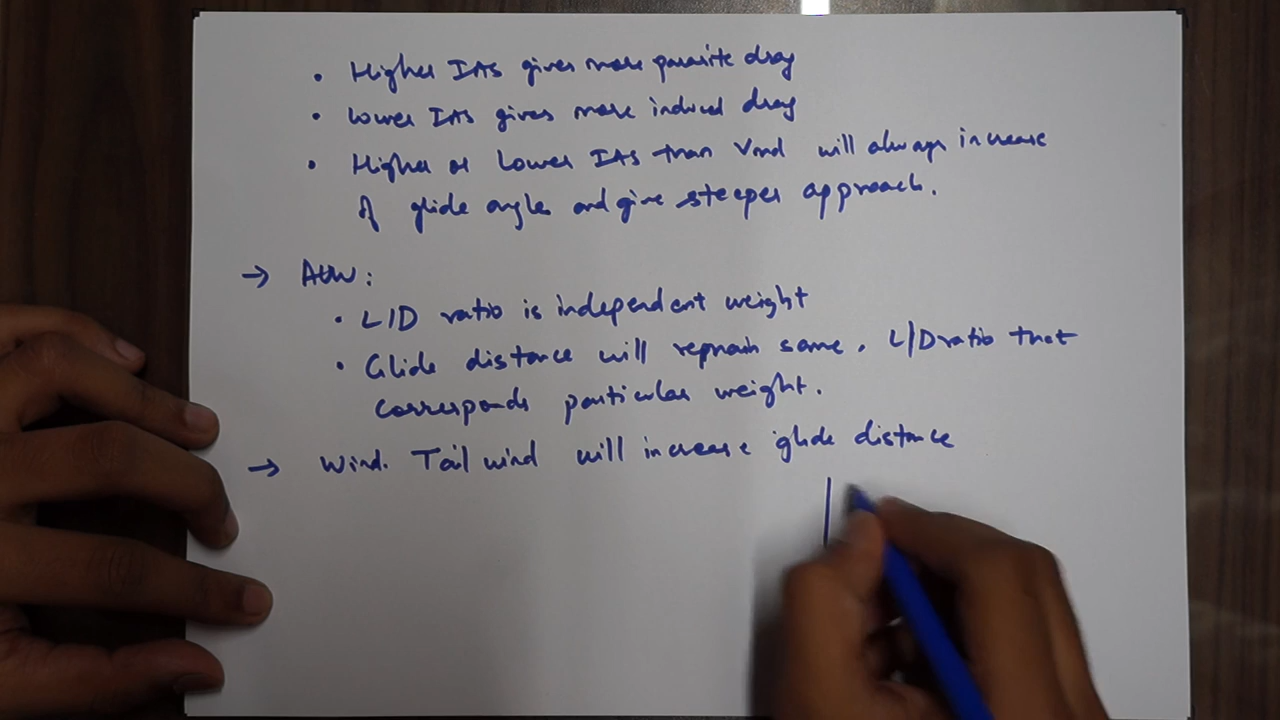 • Higher IAS gives more parasite drag
• Lower IAS gives more induced drag
• Higher or Lower IAS than Vmd will always increase
of glide angles and give steeper approach.
→ AUW:
• L/D ratio is independent weight
• Glide distance will remain same. L/D ratio that
corresponds particular weight.
→ Wind. Tail wind will increase glide distance